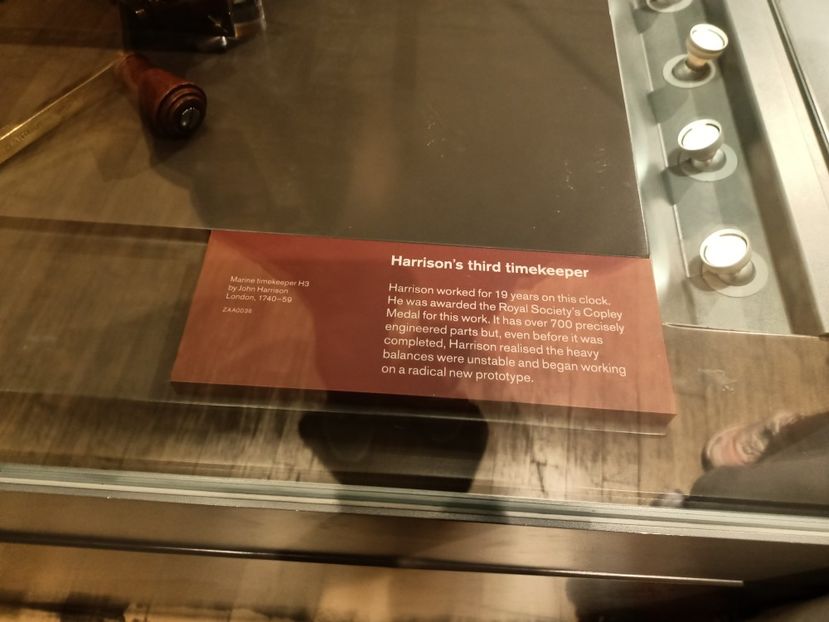 Harrison's third timekeeper
Marine timekeeper H3
by John Harrison
London, 1740–59
ZAA0036
Harrison worked for 19 years on this clock.
He was awarded the Royal Society's Copley
Medal for this work. It has over 700 precisely
engineered parts but, even before it was
completed, Harrison realised the heavy
balances were unstable and began working
on a radical new prototype.